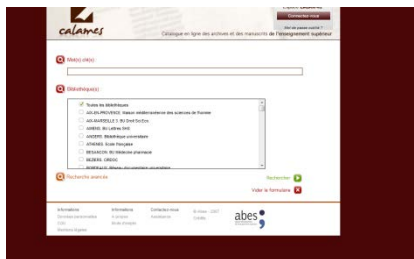 Connectez-vous
calames
Catalogue en ligne des archives et des manuscrits de l'enseignement supérieur
Mot(s) clé(s)
Bibliothèque(s)
Toutes les bibliothèques
AIX-EN-PROVENCE. Maison méditerranéenne des sciences de l'homme
AIX-MARSEILLE 3. BU Droit-Sc.Eco.
AMIENS. BU Lettres SHS
ANGERS. Bibliothèque universitaire
ATHENES. Ecole française
BESANCON. BU Médecine pharmacie
BEZIERS. CIRDOC
Recherche avancée
Rechercher
Vider le formulaire
Informations
Informations
Contactez-nous
abes